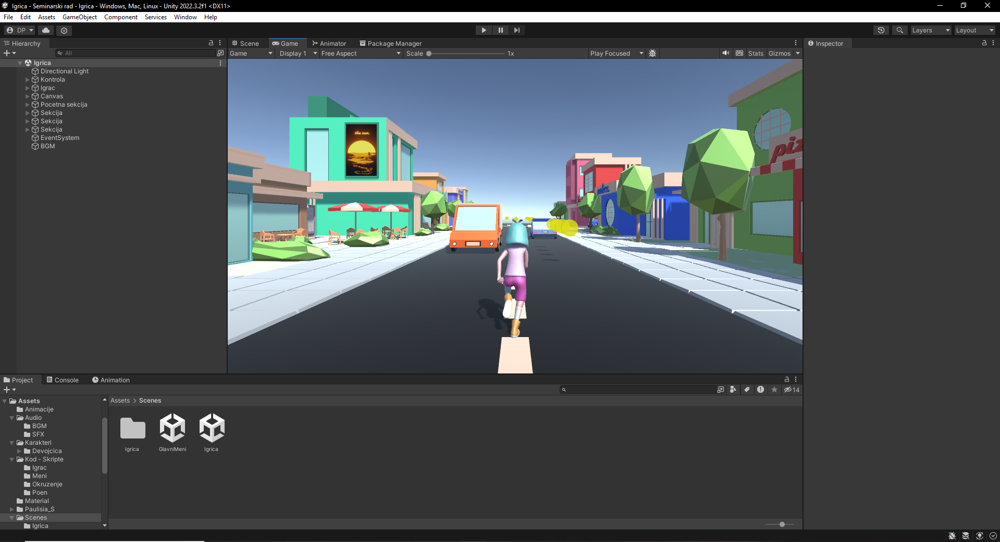 Igrica - Seminarski rad - Igrica - Windows, Mac, Linux - Unity 2022.3.2f1 <DX11>
File Edit Assets GameObject Component Services Window Help
DP Layers Layout
Hierarchy
All
Igrica
Directional Light
Kontrola
Igrac
Canvas
Pocetna sekcija
Sekcija
Sekcija
Sekcija
EventSystem
BGM
Scene Game Animator Package Manager
Game Display 1 Free Aspect Scale 1x Play Focused Stats Gizmos
the sun.
police
piz
Inspector
Project Console Animation
14
Assets
Animacije
Audio
BGM
SFX
Karakteri
Devojcica
Kod - Skripte
Igrac
Meni
Okruzenje
Poen
Material
Paulisia_S
Scenes
Igrica
Assets > Scenes
Igrica GlavniMeni Igrica